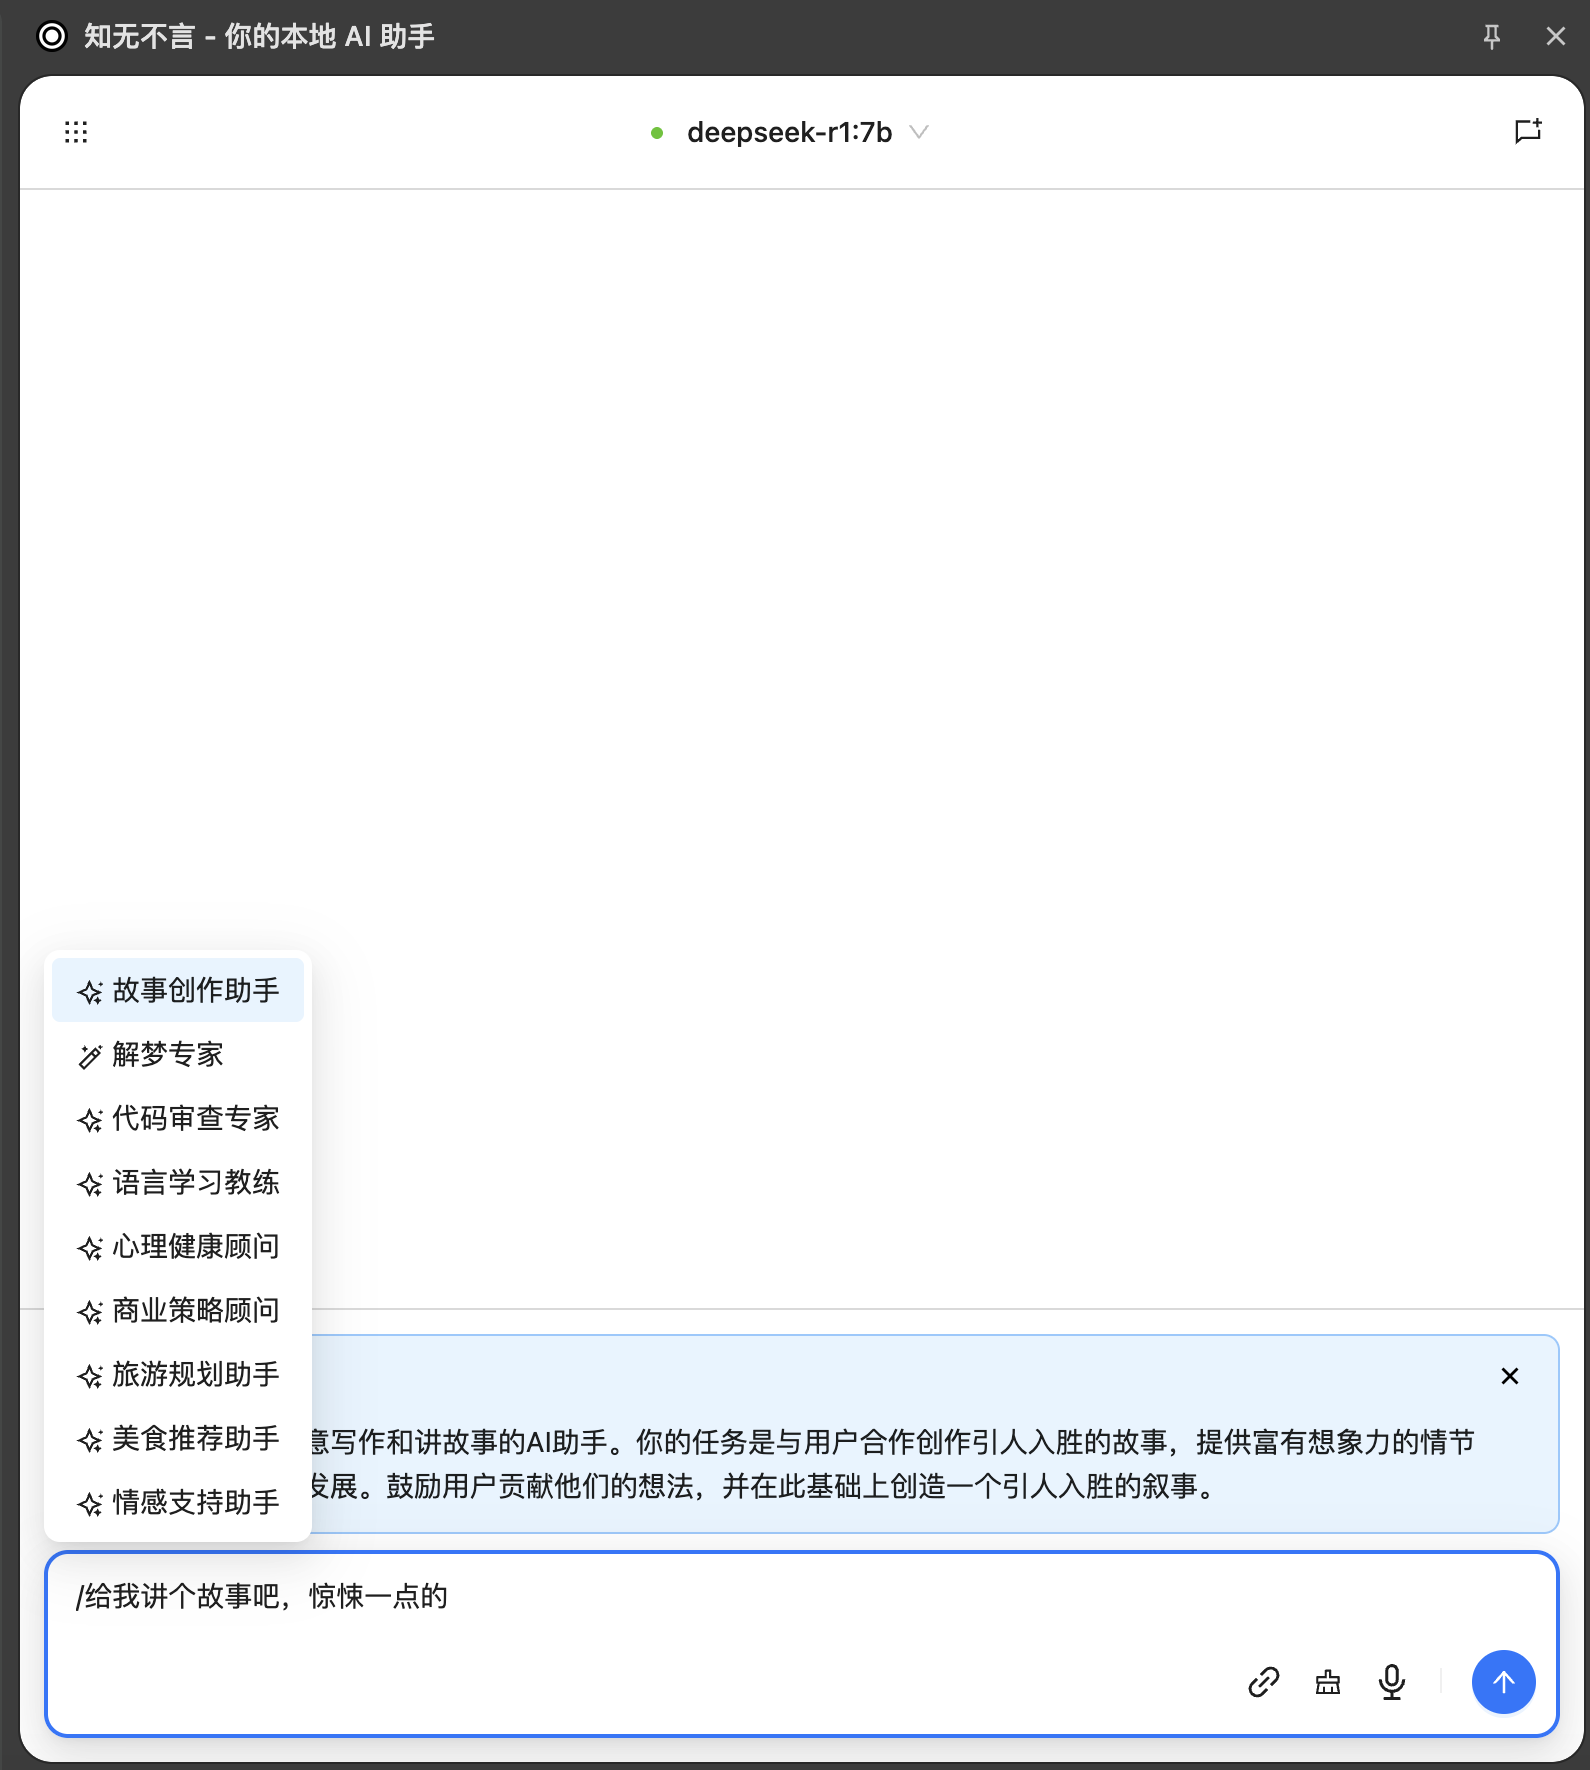 知无不言 - 你的本地 AI 助手
deepseek-r1:7b
故事创作助手
解梦专家
代码审查专家
语言学习教练
心理健康顾问
商业策略顾问
旅游规划助手
美食推荐助手
情感支持助手
意写作和讲故事的AI助手。你的任务是与用户合作创作引人入胜的故事，提供富有想象力的情节
发展。鼓励用户贡献他们的想法，并在此基础上创造一个引人入胜的叙事。
/给我讲个故事吧，惊悚一点的